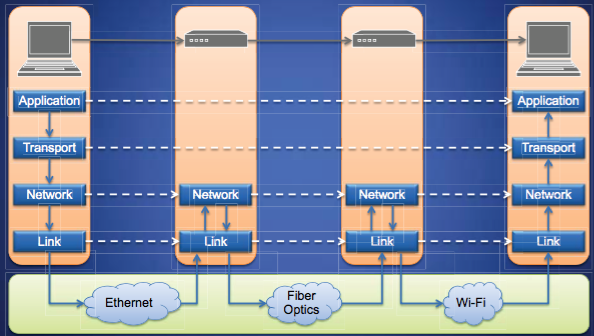 Application
Application
Transport
Transport
Network
Network
Network
Network
Link
Link
Link
Link
Ethernet
Fiber
Optics
Wi-Fi